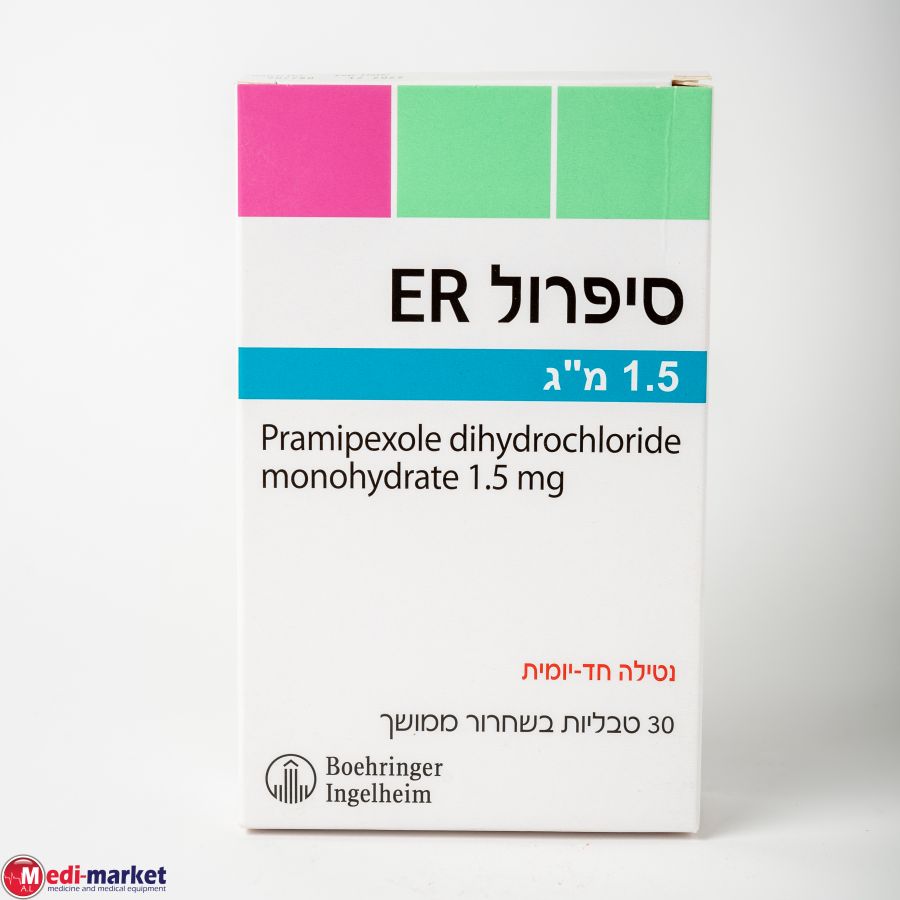 סיפרול ER
1.5 מ"ג
Pramipexole dihydrochloride
monohydrate 1.5 mg
נטילה חד-יומית
30 טבליות בשחרור ממושך
Boehringer
Ingelheim
Medi-market
A.L
medicine and medical equipment